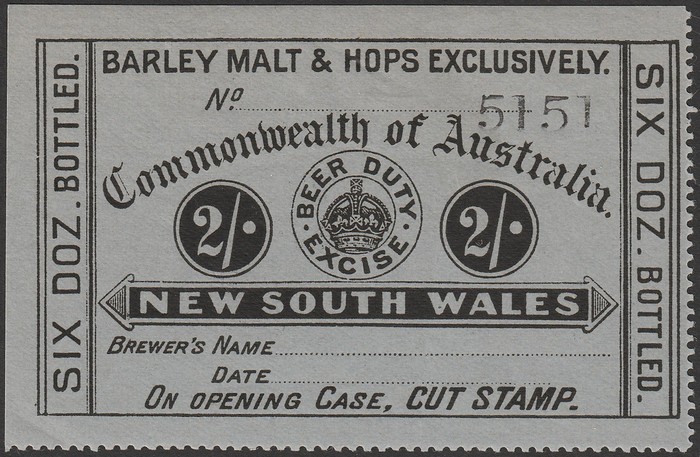 BARLEY MALT & HOPS EXCLUSIVELY.
No. 5151
Commonwealth of Australia.
SIX DOZ. BOTTLED.
2/-
BEER DUTY
· EXCISE ·
2/-
SIX DOZ. BOTTLED.
NEW SOUTH WALES
BREWER'S NAME
DATE
ON OPENING CASE, CUT STAMP.